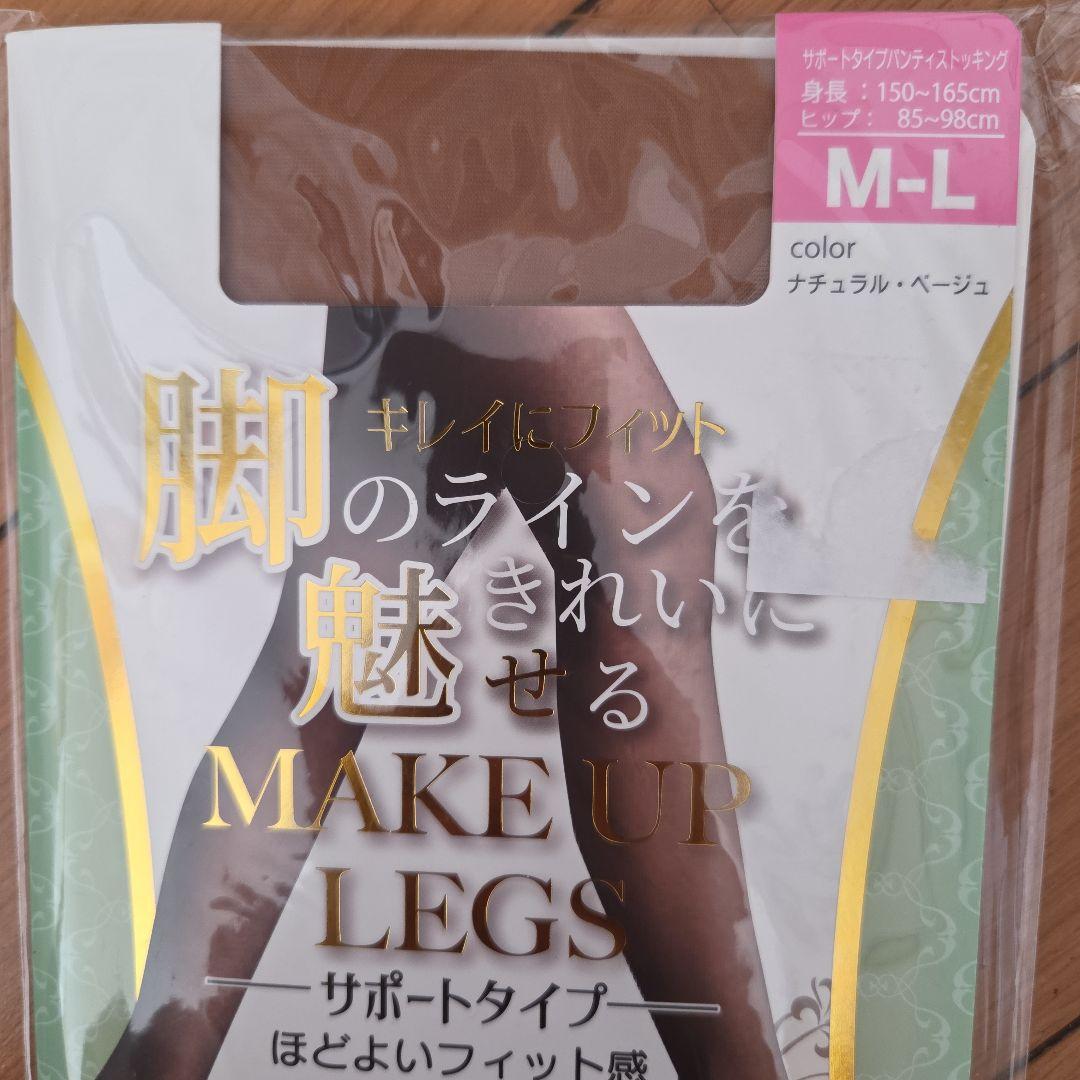 サポートタイプパンティストッキング
身長：150~165cm
ヒップ： 85~98cm
M-L
color
ナチュラル・ベージュ
キレイにフィット
脚のラインを
きれいに
魅せる
MAKE UP
LEGS
サポートタイプ
ほどよいフィット感